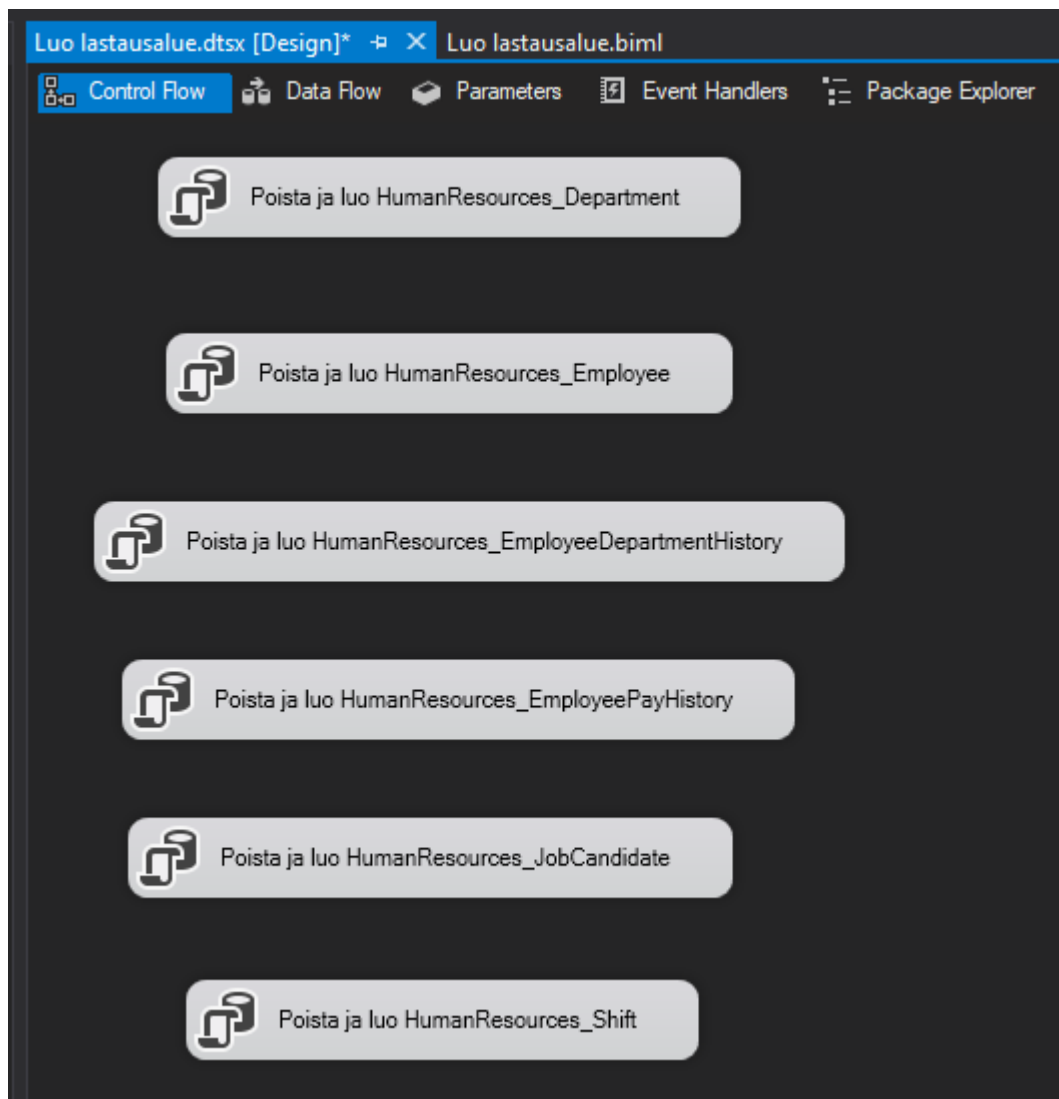 Luo lastausalue.dtsx [Design]* Luo lastausalue.biml
Control Flow Data Flow Parameters Event Handlers Package Explorer
Poista ja luo HumanResources_Department
Poista ja luo HumanResources_Employee
Poista ja luo HumanResources_EmployeeDepartmentHistory
Poista ja luo HumanResources_EmployeePayHistory
Poista ja luo HumanResources_JobCandidate
Poista ja luo HumanResources_Shift